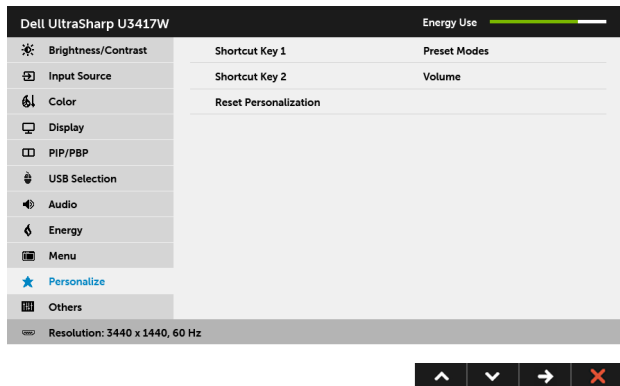 Dell UltraSharp U3417W Energy Use
Brightness/Contrast Shortcut Key 1 Preset Modes
Input Source Shortcut Key 2 Volume
Color Reset Personalization
Display
PIP/PBP
USB Selection
Audio
Energy
Menu
Personalize
Others
Resolution: 3440 x 1440, 60 Hz